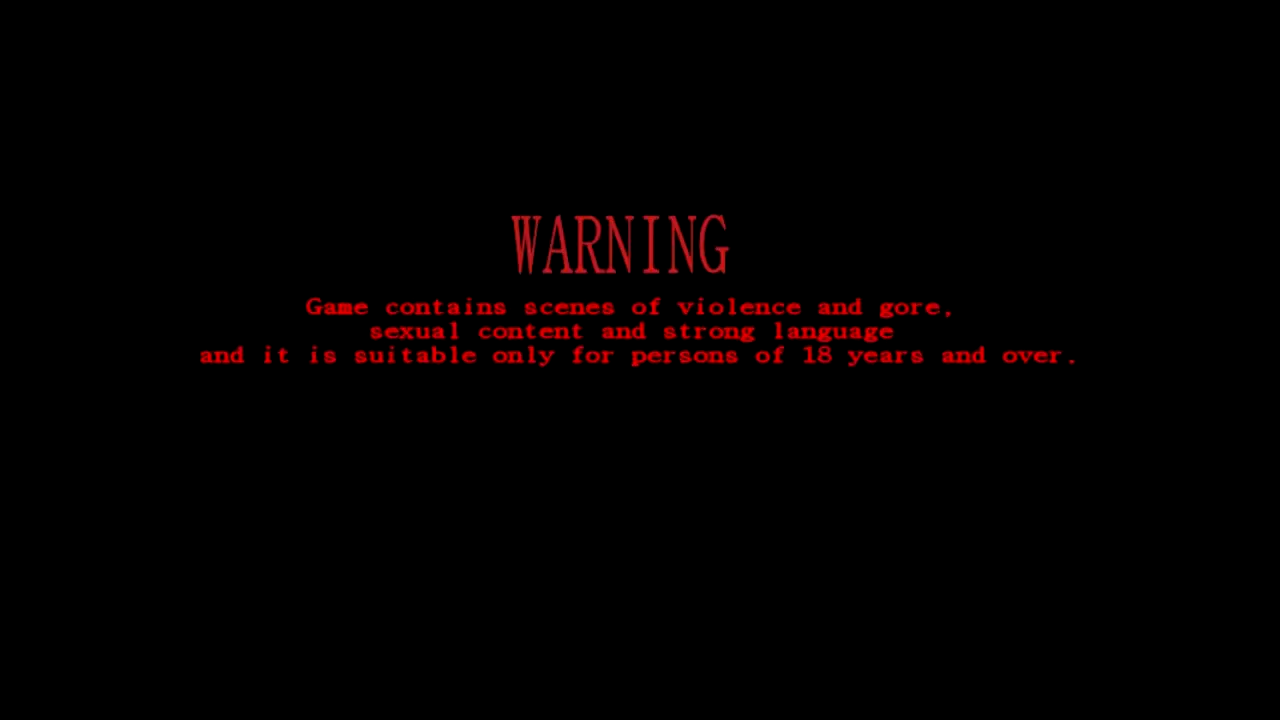 WARNING
Game contains scenes of violence and gore,
sexual content and strong language
and it is suitable only for persons of 18 years and over.